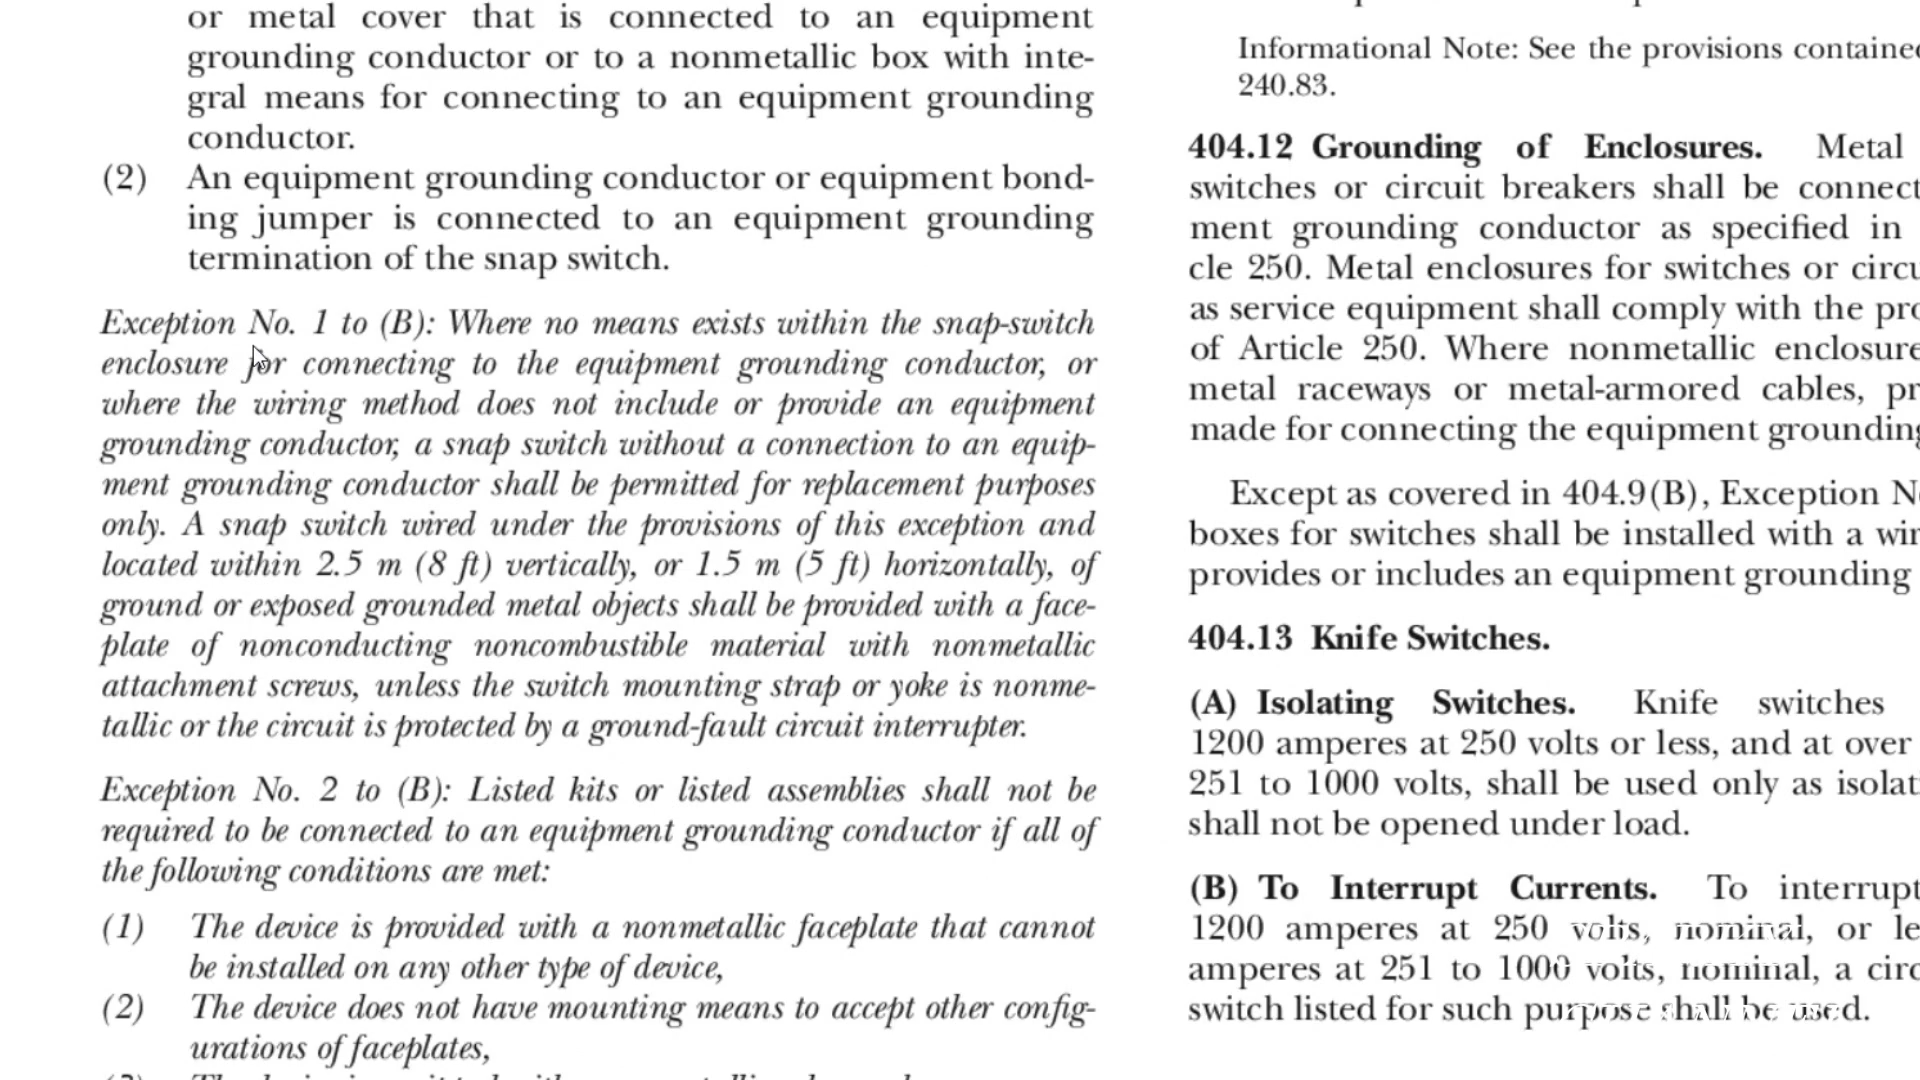 or metal cover that is connected to an equipment
grounding conductor or to a nonmetallic box with inte-
gral means for connecting to an equipment grounding
conductor.
(2) An equipment grounding conductor or equipment bond-
ing jumper is connected to an equipment grounding
termination of the snap switch.
Exception No. 1 to (B): Where no means exists within the snap-switch
enclosure for connecting to the equipment grounding conductor, or
where the wiring method does not include or provide an equipment
grounding conductor, a snap switch without a connection to an equip-
ment grounding conductor shall be permitted for replacement purposes
only. A snap switch wired under the provisions of this exception and
located within 2.5 m (8 ft) vertically, or 1.5 m (5 ft) horizontally, of
ground or exposed grounded metal objects shall be provided with a face-
plate of nonconducting noncombustible material with nonmetallic
attachment screws, unless the switch mounting strap or yoke is nonme-
tallic or the circuit is protected by a ground-fault circuit interrupter.
Exception No. 2 to (B): Listed kits or listed assemblies shall not be
required to be connected to an equipment grounding conductor if all of
the following conditions are met:
(1) The device is provided with a nonmetallic faceplate that cannot
be installed on any other type of device,
(2) The device does not have mounting means to accept other config-
urations of faceplates,
Informational Note: See the provisions contained
240.83.
404.12 Grounding of Enclosures. Metal
switches or circuit breakers shall be connect
ment grounding conductor as specified in
cle 250. Metal enclosures for switches or circu
as service equipment shall comply with the pro
of Article 250. Where nonmetallic enclosure
metal raceways or metal-armored cables, pr
made for connecting the equipment grounding
Except as covered in 404.9(B), Exception N
boxes for switches shall be installed with a wir
provides or includes an equipment grounding
404.13 Knife Switches.
(A) Isolating Switches. Knife switches
1200 amperes at 250 volts or less, and at over
251 to 1000 volts, shall be used only as isolat
shall not be opened under load.
(B) To Interrupt Currents. To interrupt
1200 amperes at 250 volts, nominal, or le
amperes at 251 to 1000 volts, nominal, a circ
switch listed for such purpose shall be used.